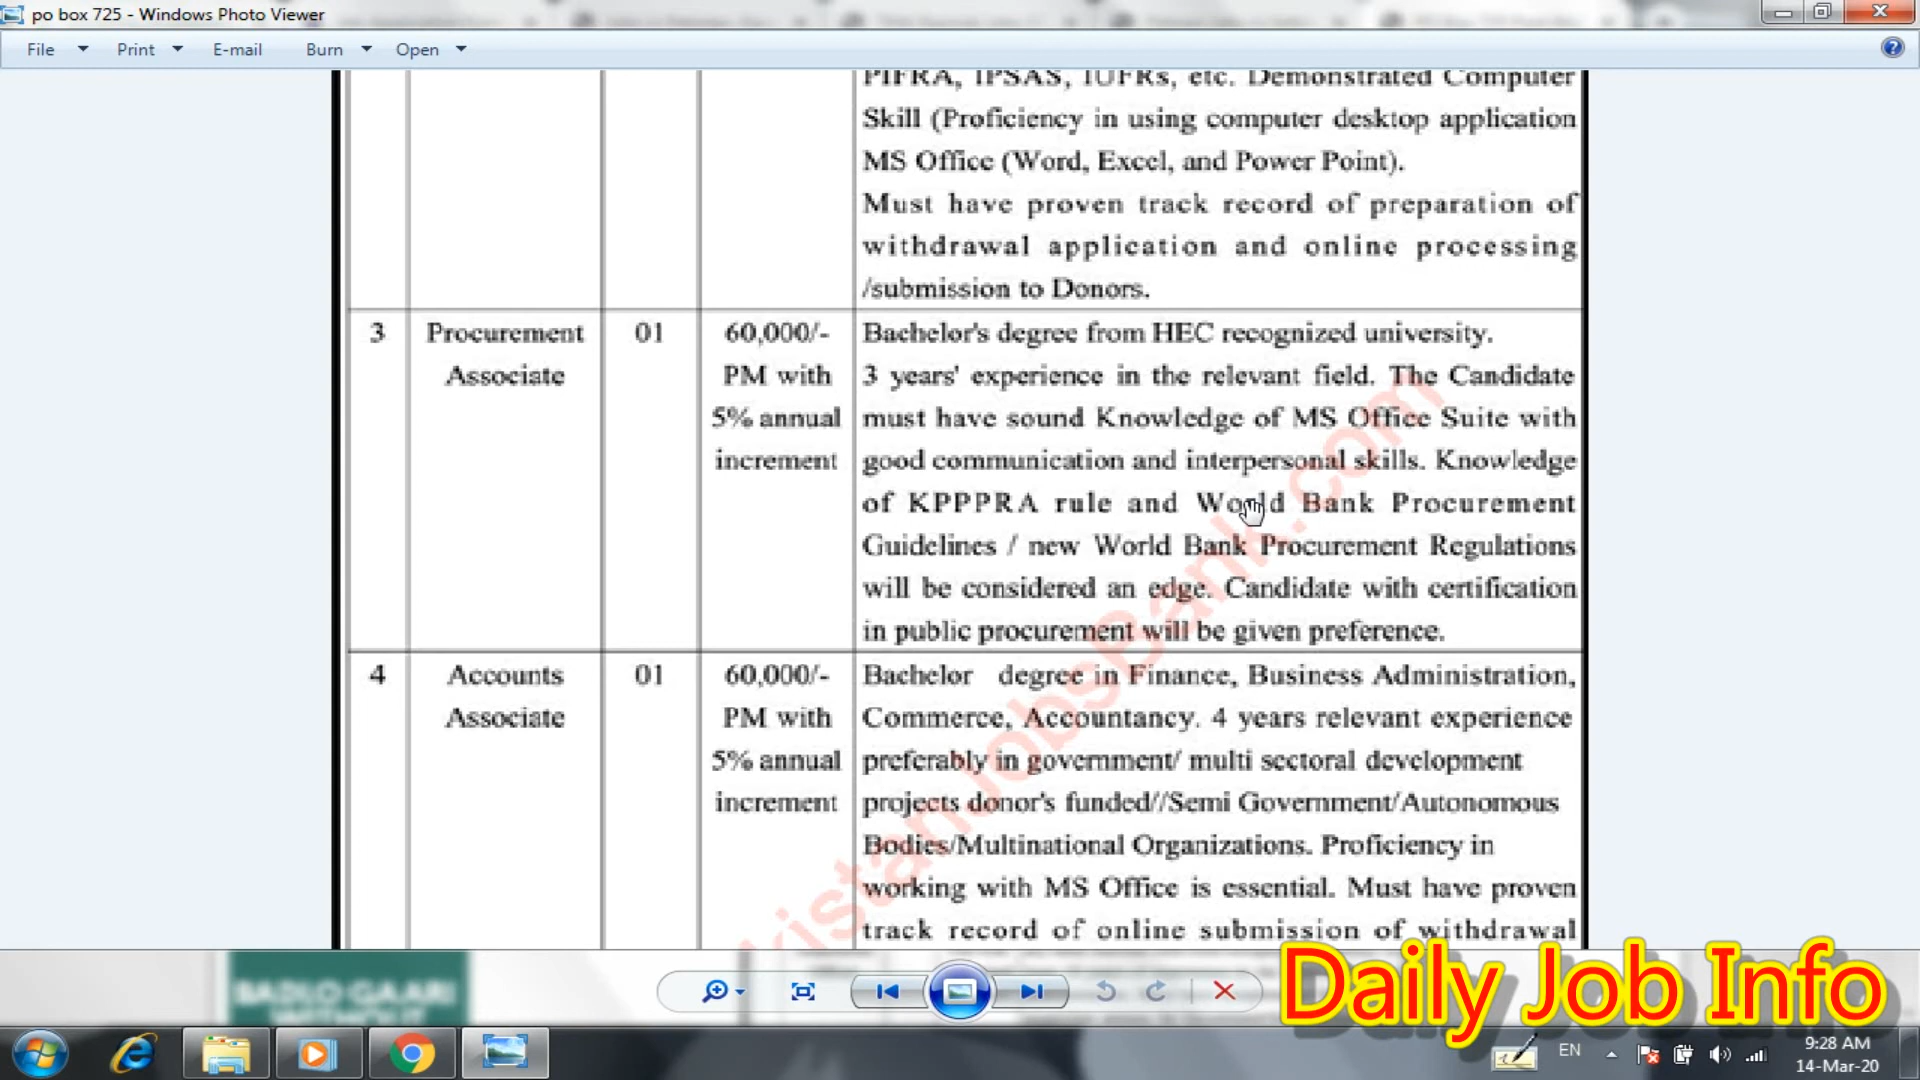 po box 725 - Windows Photo Viewer
File Print E-mail Burn Open
PIFRA, IPSAS, IUFRs, etc. Demonstrated Computer
Skill (Proficiency in using computer desktop application
MS Office (Word, Excel, and Power Point).
Must have proven track record of preparation of
withdrawal application and online processing
/submission to Donors.
3 Procurement 01 60,000/- Bachelor's degree from HEC recognized university.
Associate PM with 3 years' experience in the relevant field. The Candidate
5% annual must have sound Knowledge of MS Office Suite with
increment good communication and interpersonal skills. Knowledge
of KPPPRA rule and World Bank Procurement
Guidelines / new World Bank Procurement Regulations
will be considered an edge. Candidate with certification
in public procurement will be given preference.
4 Accounts 01 60,000/- Bachelor degree in Finance, Business Administration,
Associate PM with Commerce, Accountancy. 4 years relevant experience
5% annual preferably in government/ multi sectoral development
increment projects donor's funded//Semi Government/Autonomous
Bodies/Multinational Organizations. Proficiency in
working with MS Office is essential. Must have proven
track record of online submission of withdrawal
kistanJobsBank.com
BADLO GAARI
WITHOUT
Daily Job Info
EN
9:28 AM
14-Mar-20